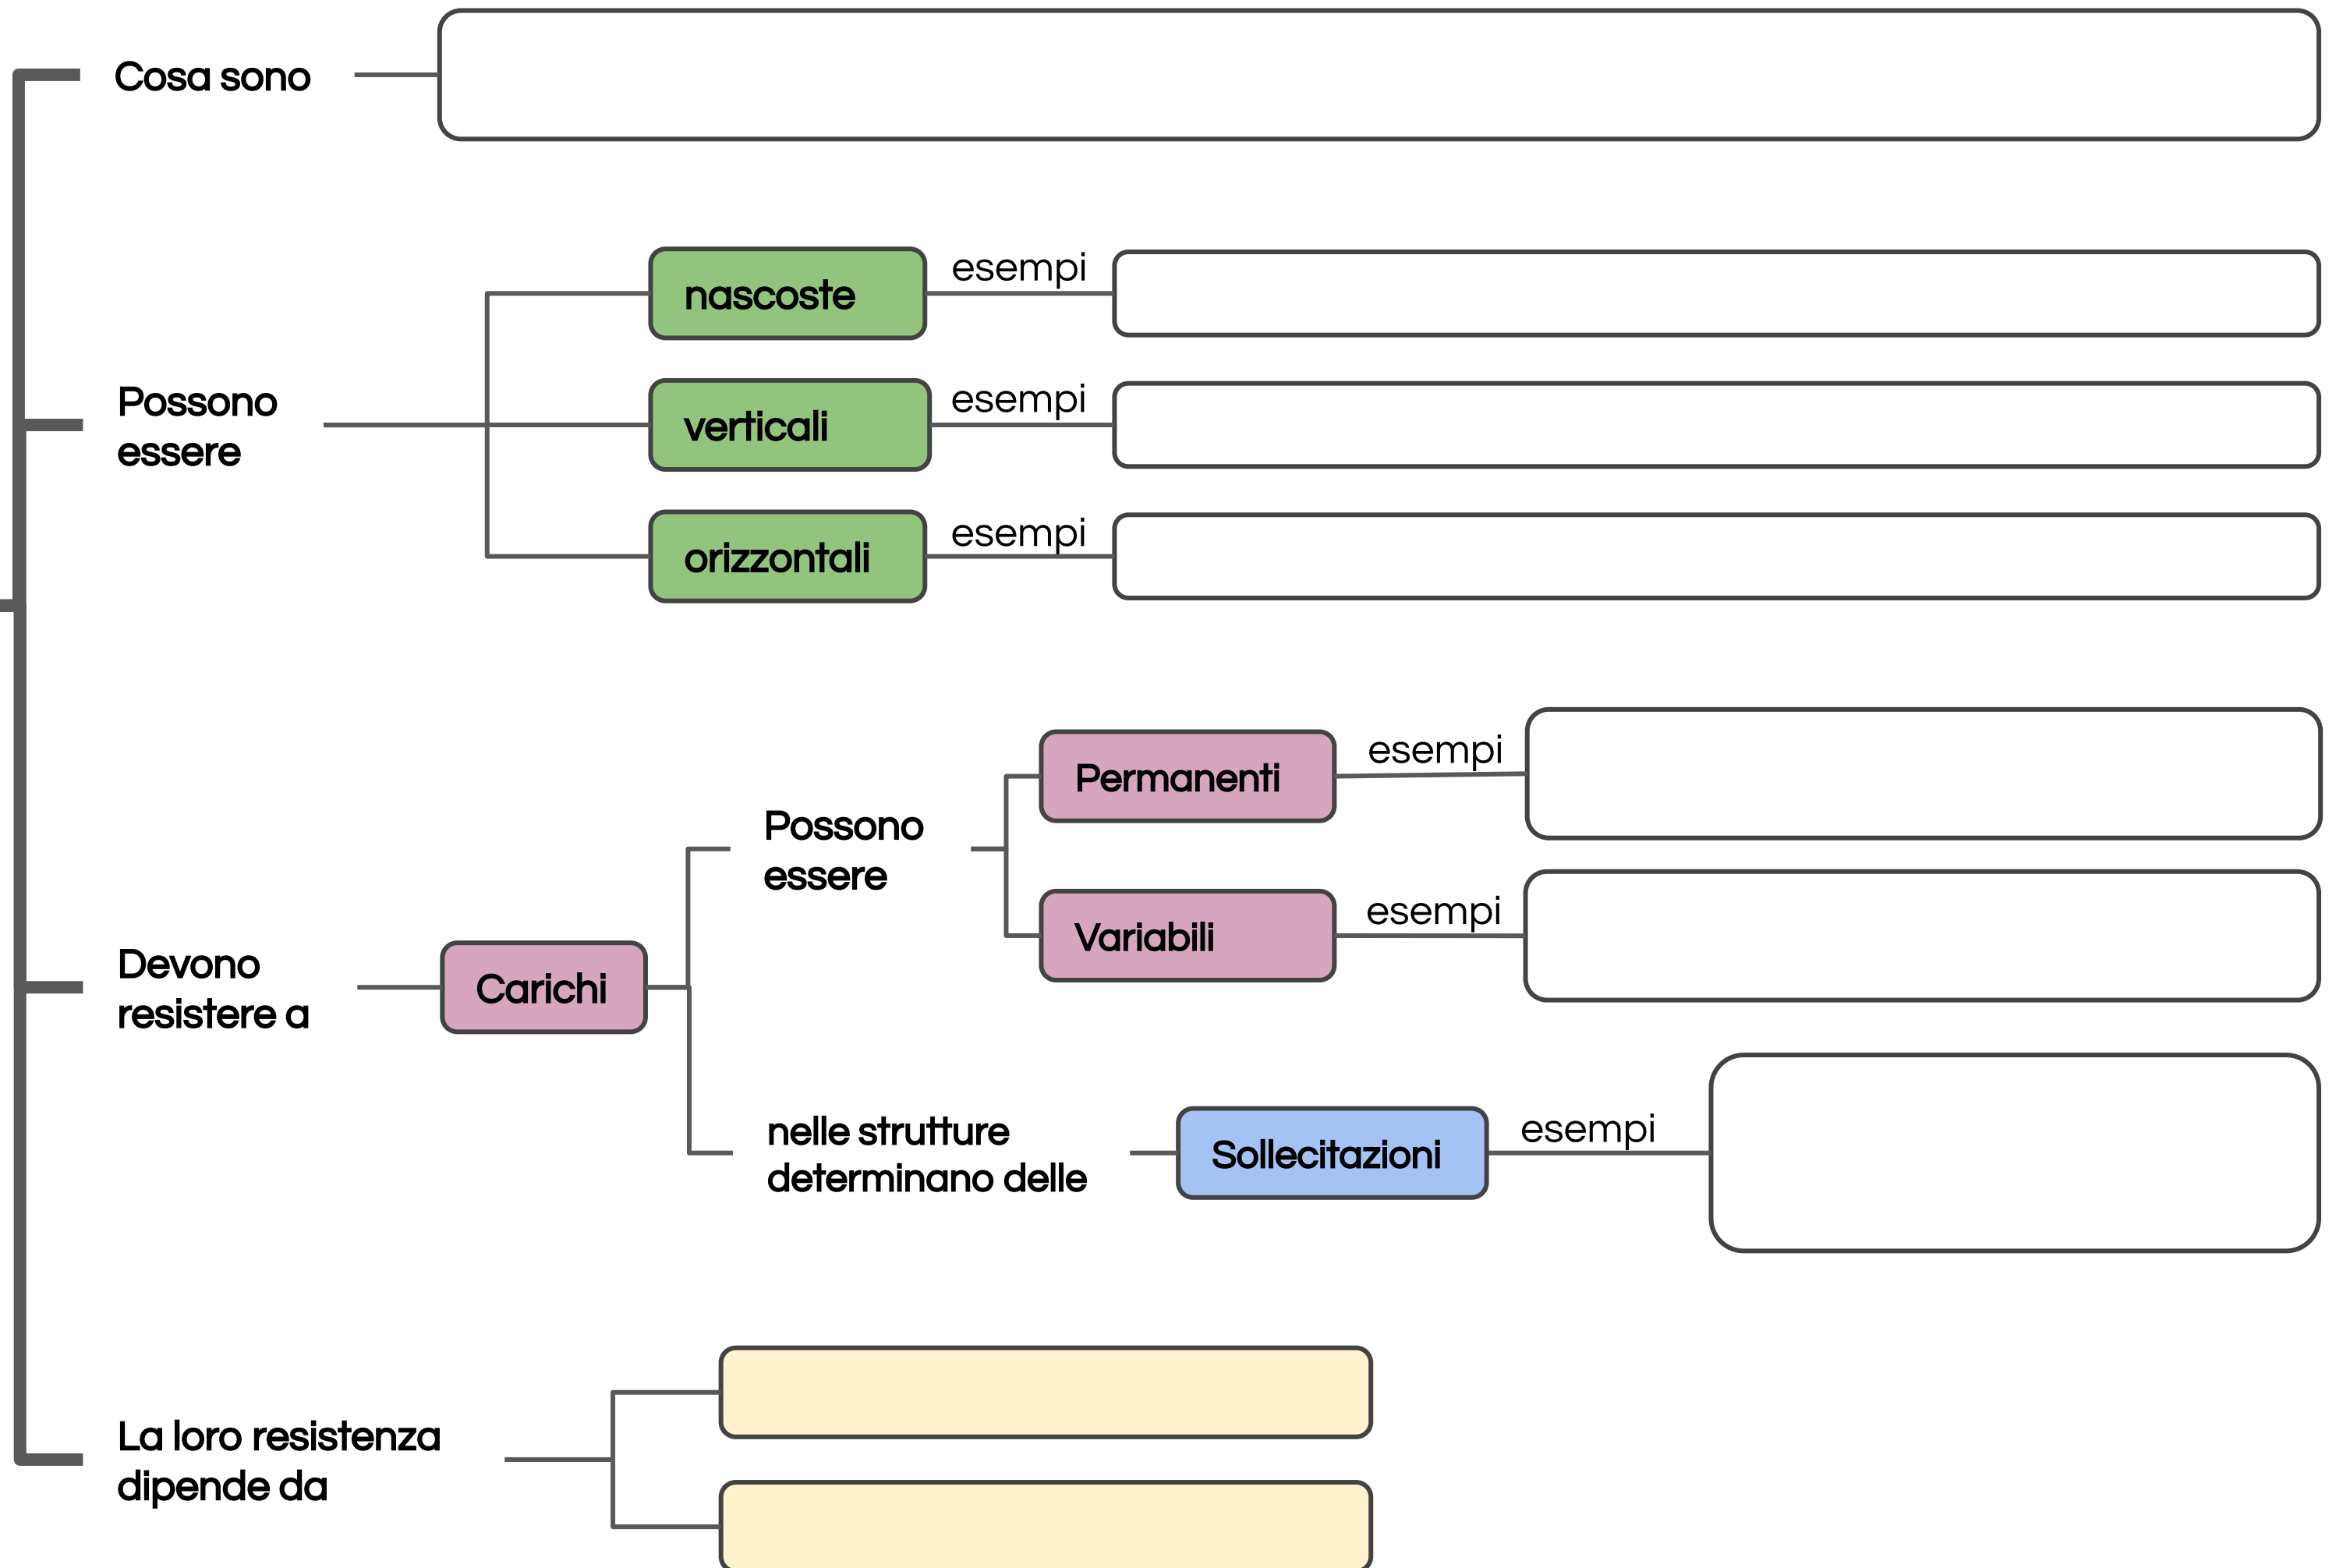 Cosa sono
nascoste
esempi
Possono
essere
verticali
esempi
orizzontali
esempi
Devono
resistere a
Carichi
Possono
essere
Permanenti
esempi
Variabili
esempi
nelle strutture
determinano delle
Sollecitazioni
esempi
La loro resistenza
dipende da